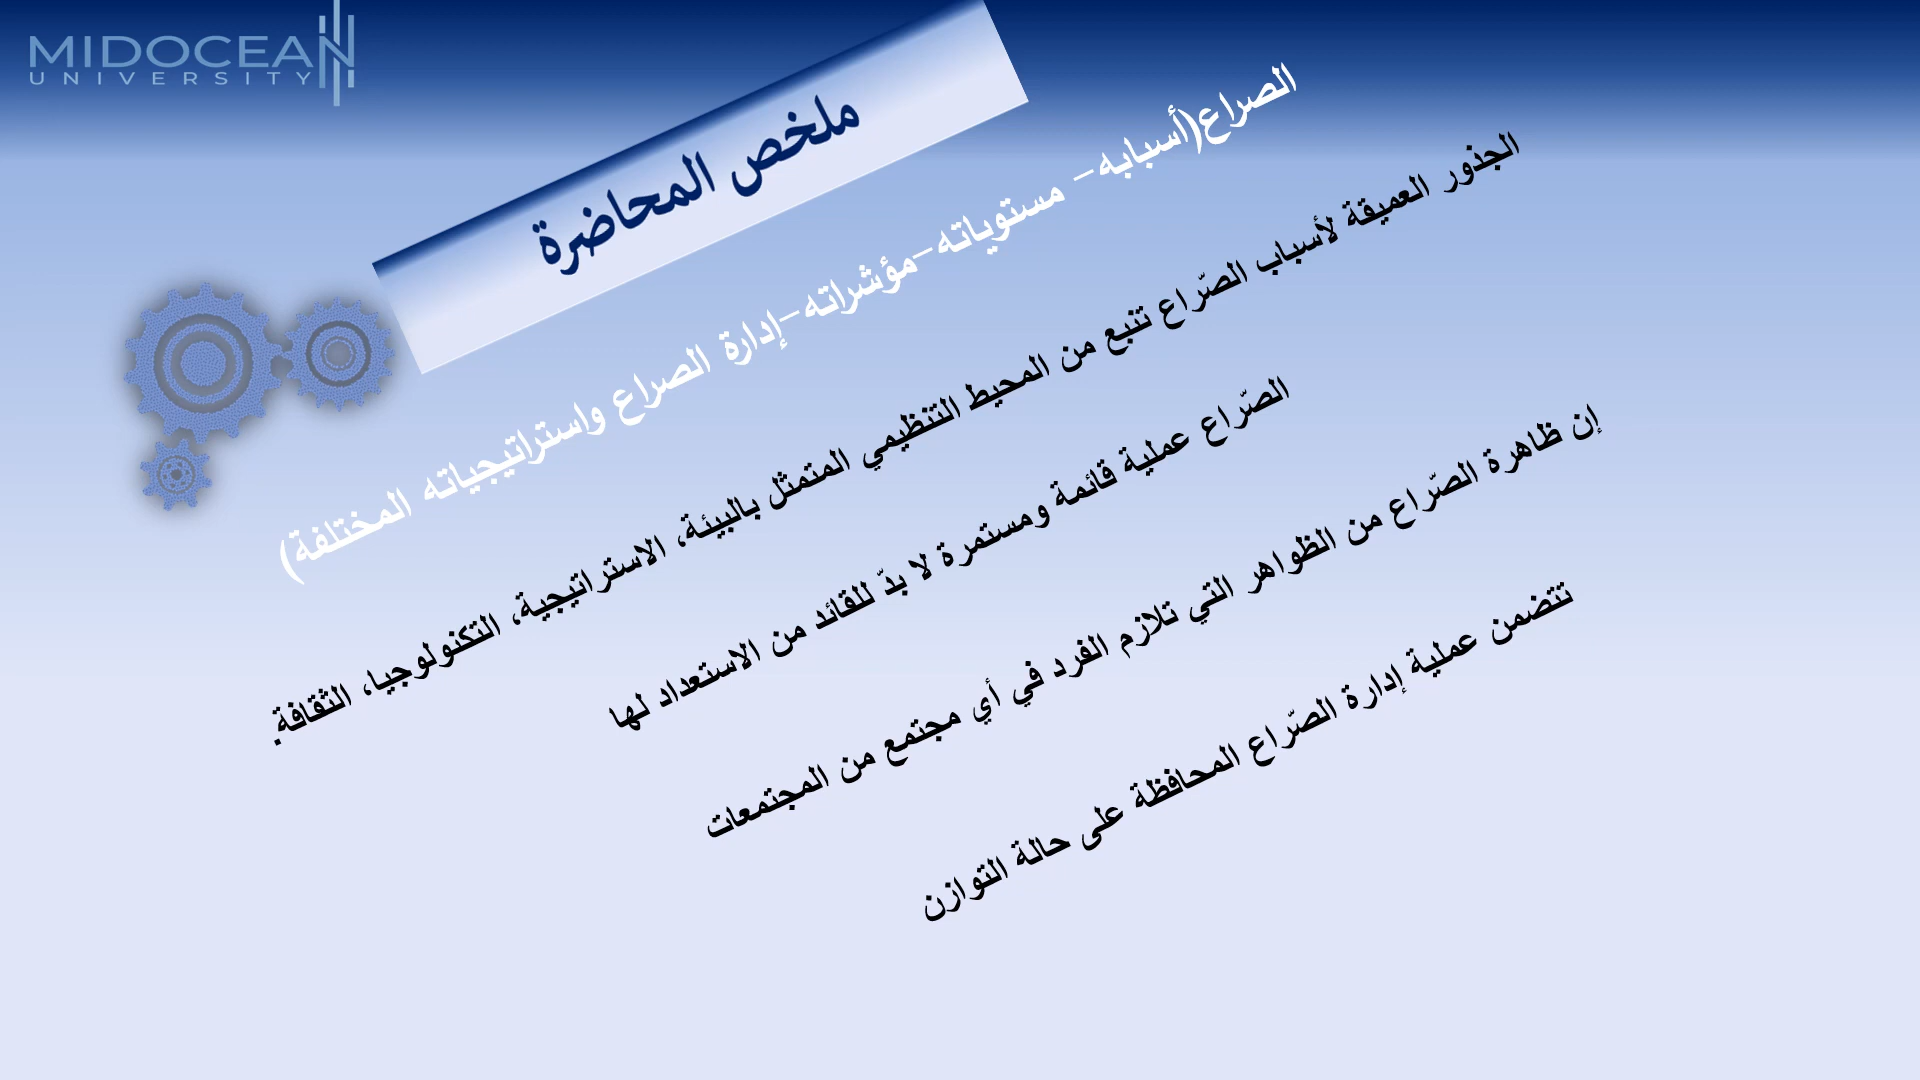 MIDOCEAN
UNIVERSITY
ملخص المحاضرة
الصراع(أسبابه- مستوياته-مؤشراته-إدارة الصراع واستراتيجياته المختلفة)
الجذور العميقة لأسباب الصّراع تتبع من المحيط التنظيمي المتمثل بالبيئة، الاستراتيجية، التكنولوجيا، الثقافة.
الصّراع عملية قائمة ومستمرة لا بدّ للقائد من الاستعداد لها
إن ظاهرة الصّراع من الظواهر التي تلازم الفرد في أي مجتمع من المجتمعات
تتضمن عملية إدارة الصّراع المحافظة على حالة التوازن